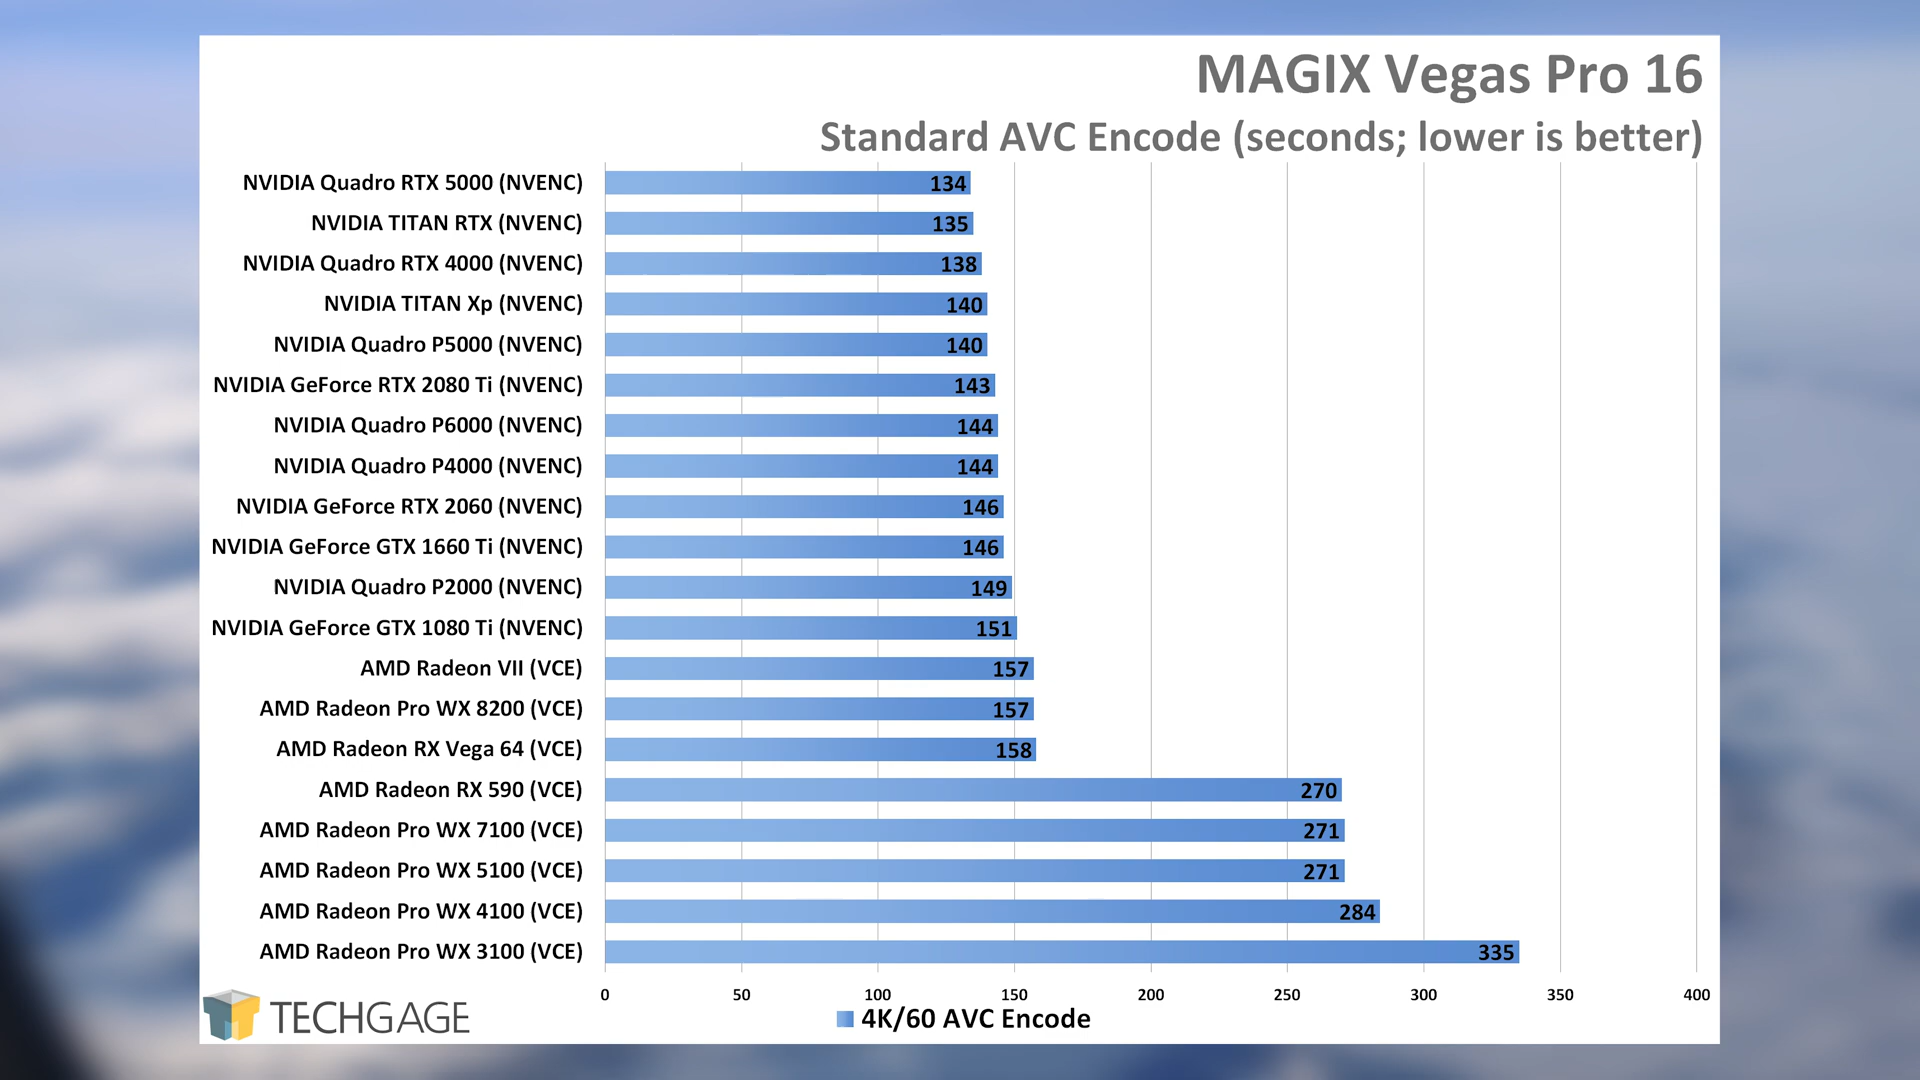 MAGIX Vegas Pro 16
Standard AVC Encode (seconds; lower is better)
NVIDIA Quadro RTX 5000 (NVENC) 134
NVIDIA TITAN RTX (NVENC) 135
NVIDIA Quadro RTX 4000 (NVENC) 138
NVIDIA TITAN Xp (NVENC) 140
NVIDIA Quadro P5000 (NVENC) 140
NVIDIA GeForce RTX 2080 Ti (NVENC) 143
NVIDIA Quadro P6000 (NVENC) 144
NVIDIA Quadro P4000 (NVENC) 144
NVIDIA GeForce RTX 2060 (NVENC) 146
NVIDIA GeForce GTX 1660 Ti (NVENC) 146
NVIDIA Quadro P2000 (NVENC) 149
NVIDIA GeForce GTX 1080 Ti (NVENC) 151
AMD Radeon VII (VCE) 157
AMD Radeon Pro WX 8200 (VCE) 157
AMD Radeon RX Vega 64 (VCE) 158
AMD Radeon RX 590 (VCE) 270
AMD Radeon Pro WX 7100 (VCE) 271
AMD Radeon Pro WX 5100 (VCE) 271
AMD Radeon Pro WX 4100 (VCE) 284
AMD Radeon Pro WX 3100 (VCE) 335
0 50 100 150 200 250 300 350 400
4K/60 AVC Encode
TECHGAGE